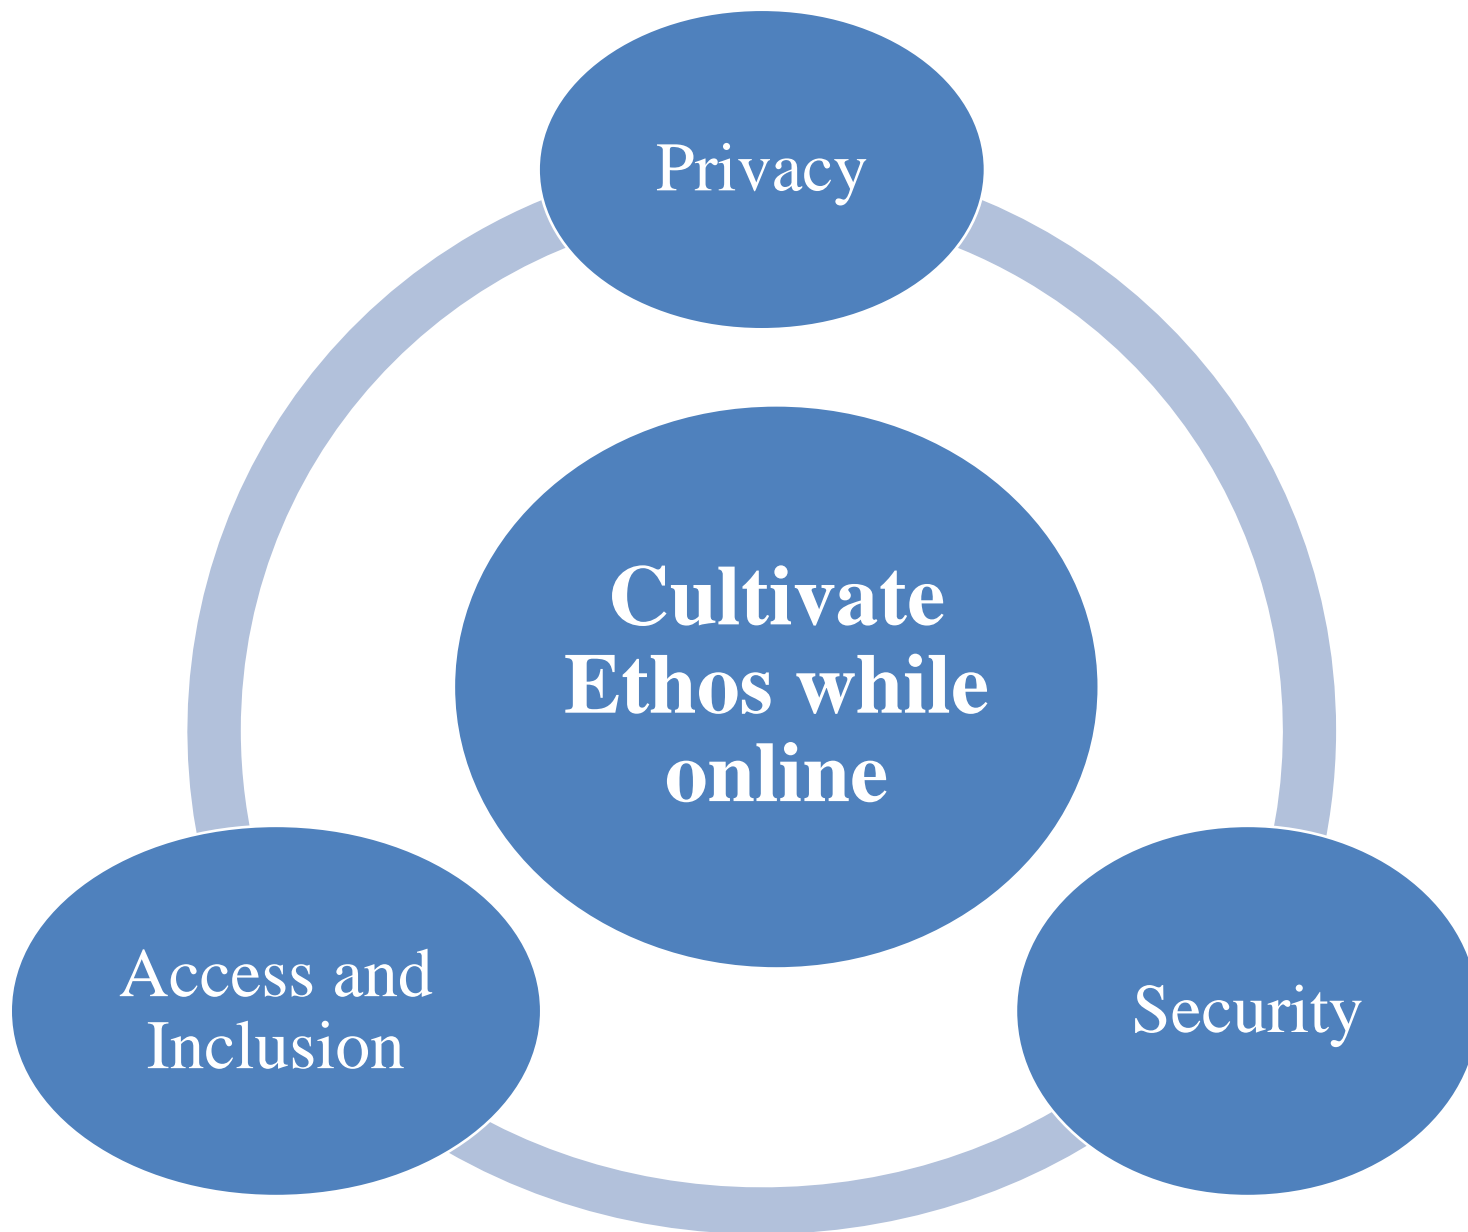 Privacy
Cultivate
Ethos while
online
Access and
Inclusion
Security